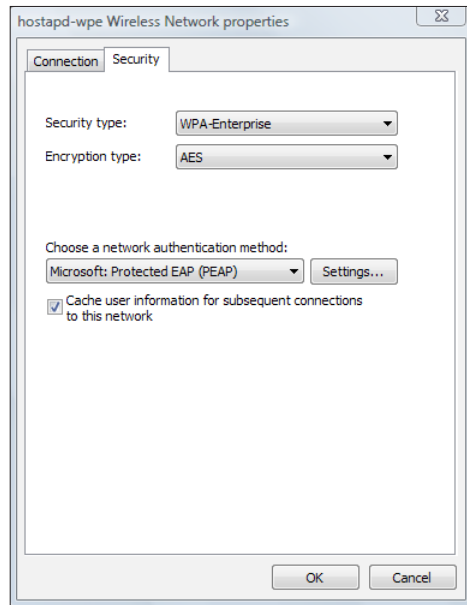 hostapd-wpe Wireless Network properties
Connection Security
Security type: WPA-Enterprise
Encryption type: AES
Choose a network authentication method:
Microsoft: Protected EAP (PEAP) Settings...
Cache user information for subsequent connections
to this network
OK Cancel